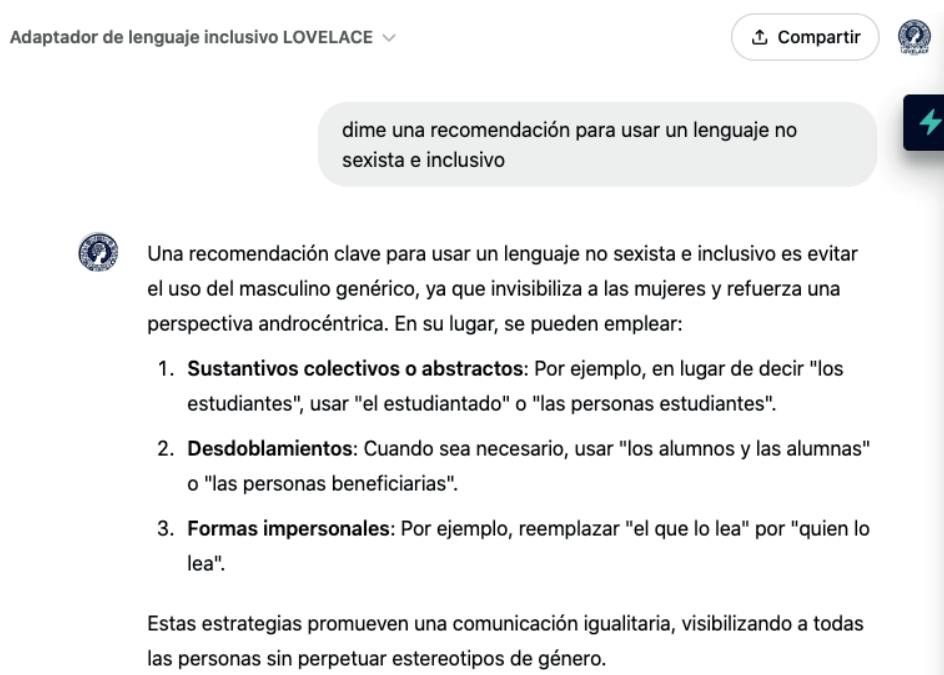 Adaptador de lenguaje inclusivo LOVELACE
Compartir
LOVELACE
dime una recomendación para usar un lenguaje no
sexista e inclusivo
Una recomendación clave para usar un lenguaje no sexista e inclusivo es evitar
el uso del masculino genérico, ya que invisibiliza a las mujeres y refuerza una
perspectiva androcéntrica. En su lugar, se pueden emplear:
1. Sustantivos colectivos o abstractos: Por ejemplo, en lugar de decir "los
estudiantes", usar "el estudiantado" o "las personas estudiantes".
2. Desdoblamientos: Cuando sea necesario, usar "los alumnos y las alumnas"
o "las personas beneficiarias".
3. Formas impersonales: Por ejemplo, reemplazar "el que lo lea" por "quien lo
lea".
Estas estrategias promueven una comunicación igualitaria, visibilizando a todas
las personas sin perpetuar estereotipos de género.